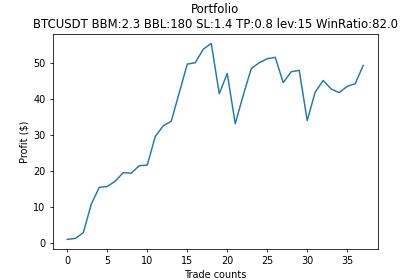 Portfolio
BTCUSDT BBM:2.3 BBL:180 SL:1.4 TP:0.8 lev:15 WinRatio:82.0
50
40
30
20
10
0
Profit ($)
0 5 10 15 20 25 30 35
Trade counts